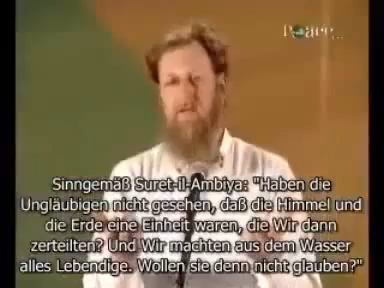 Peace
Sinngemäß Suret-il-Ambiya: "Haben die
Ungläubigen nicht gesehen, daß die Himmel und
die Erde eine Einheit waren, die Wir dann
zerteilten? Und Wir machten aus dem Wasser
alles Lebendige. Wollen sie denn nicht glauben?"